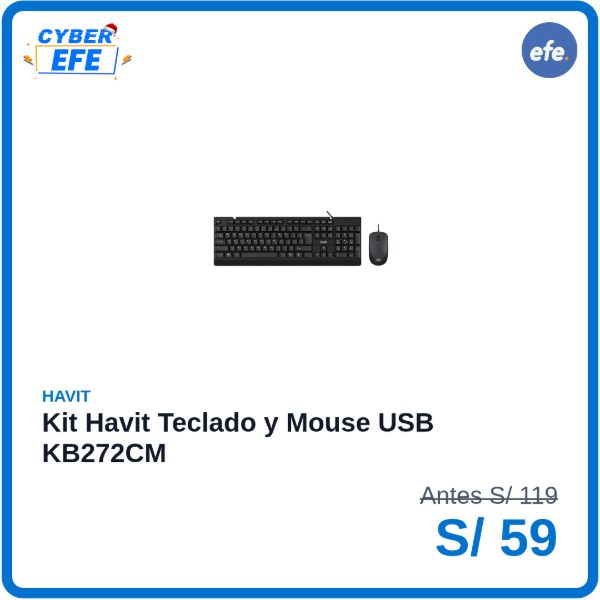 CYBER
EFE
efe.
HAVIT
Kit Havit Teclado y Mouse USB
KB272CM
Antes S/ 119
S/ 59